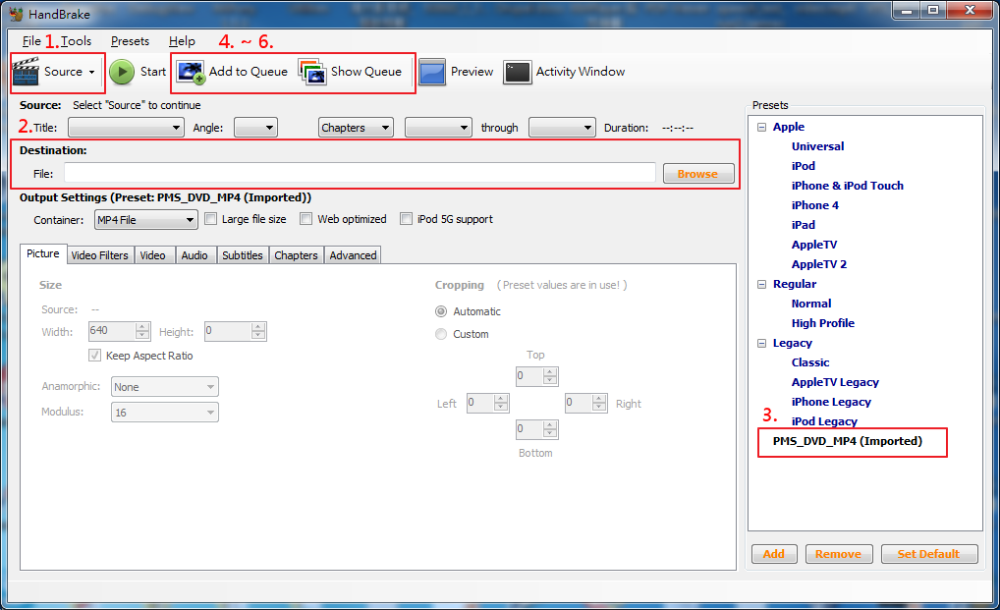 HandBrake
File 1. Tools Presets Help 4. ~ 6.
Source Start Add to Queue Show Queue Preview Activity Window
Source: Select "Source" to continue
2. Title: Angle: Chapters through Duration: --:--:--
Destination:
File: Browse
Output Settings (Preset: PMS_DVD_MP4 (Imported))
Container: MP4 File Large file size Web optimized iPod 5G support
Picture Video Filters Video Audio Subtitles Chapters Advanced
Size
Source: --
Width: 640 Height: 0
Keep Aspect Ratio
Anamorphic: None
Modulus: 16
Cropping ( Preset values are in use! )
Automatic
Custom
Top
0
Left 0 0 Right
0
Bottom
Presets
Apple
Universal
iPod
iPhone & iPod Touch
iPhone 4
iPad
AppleTV
AppleTV 2
Regular
Normal
High Profile
Legacy
Classic
AppleTV Legacy
iPhone Legacy
3. iPod Legacy
PMS_DVD_MP4 (Imported)
Add Remove Set Default